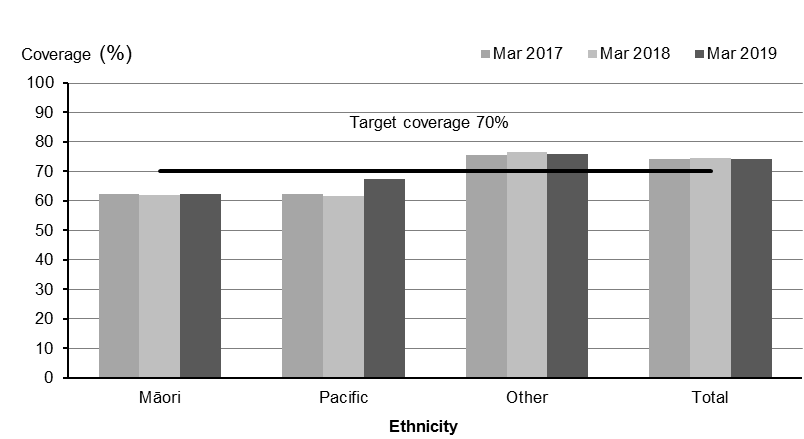 Coverage (%)
Mar 2017 Mar 2018 Mar 2019
100
90
Target coverage 70%
80
70
60
50
40
30
20
10
0
Māori Pacific Other Total
Ethnicity